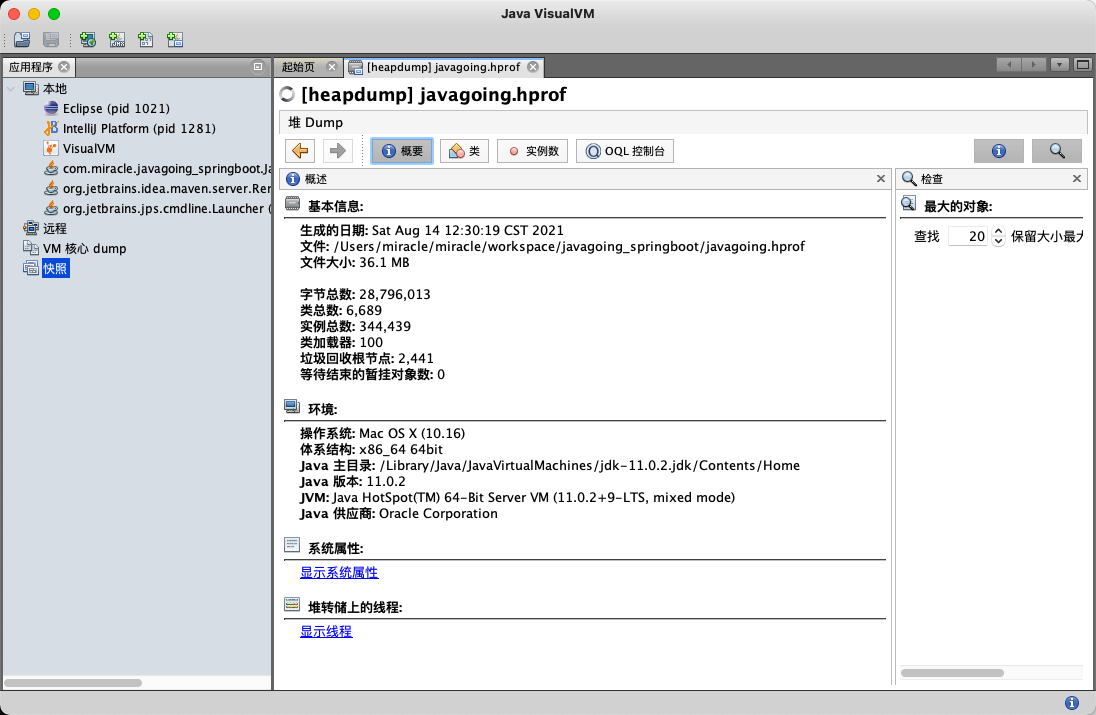 Java VisualVM
应用程序
本地
Eclipse (pid 1021)
IntelliJ Platform (pid 1281)
VisualVM
com.miracle.javagoing_springboot.Ja
org.jetbrains.idea.maven.server.Rer
org.jetbrains.jps.cmdline.Launcher (
远程
VM 核心 dump
快照
起始页
[heapdump] javagoing.hprof
[heapdump] javagoing.hprof
堆 Dump
概要
类
实例数
OQL 控制台
概述
基本信息:
生成的日期: Sat Aug 14 12:30:19 CST 2021
文件: /Users/miracle/miracle/workspace/javagoing_springboot/javagoing.hprof
文件大小: 36.1 MB
字节总数: 28,796,013
类总数: 6,689
实例总数: 344,439
类加载器: 100
垃圾回收根节点: 2,441
等待结束的暂挂对象数: 0
环境:
操作系统: Mac OS X (10.16)
体系结构: x86_64 64bit
Java 主目录: /Library/Java/JavaVirtualMachines/jdk-11.0.2.jdk/Contents/Home
Java 版本: 11.0.2
JVM: Java HotSpot(TM) 64-Bit Server VM (11.0.2+9-LTS, mixed mode)
Java 供应商: Oracle Corporation
系统属性:
显示系统属性
堆转储上的线程:
显示线程
检查
最大的对象:
查找 20 保留大小最大